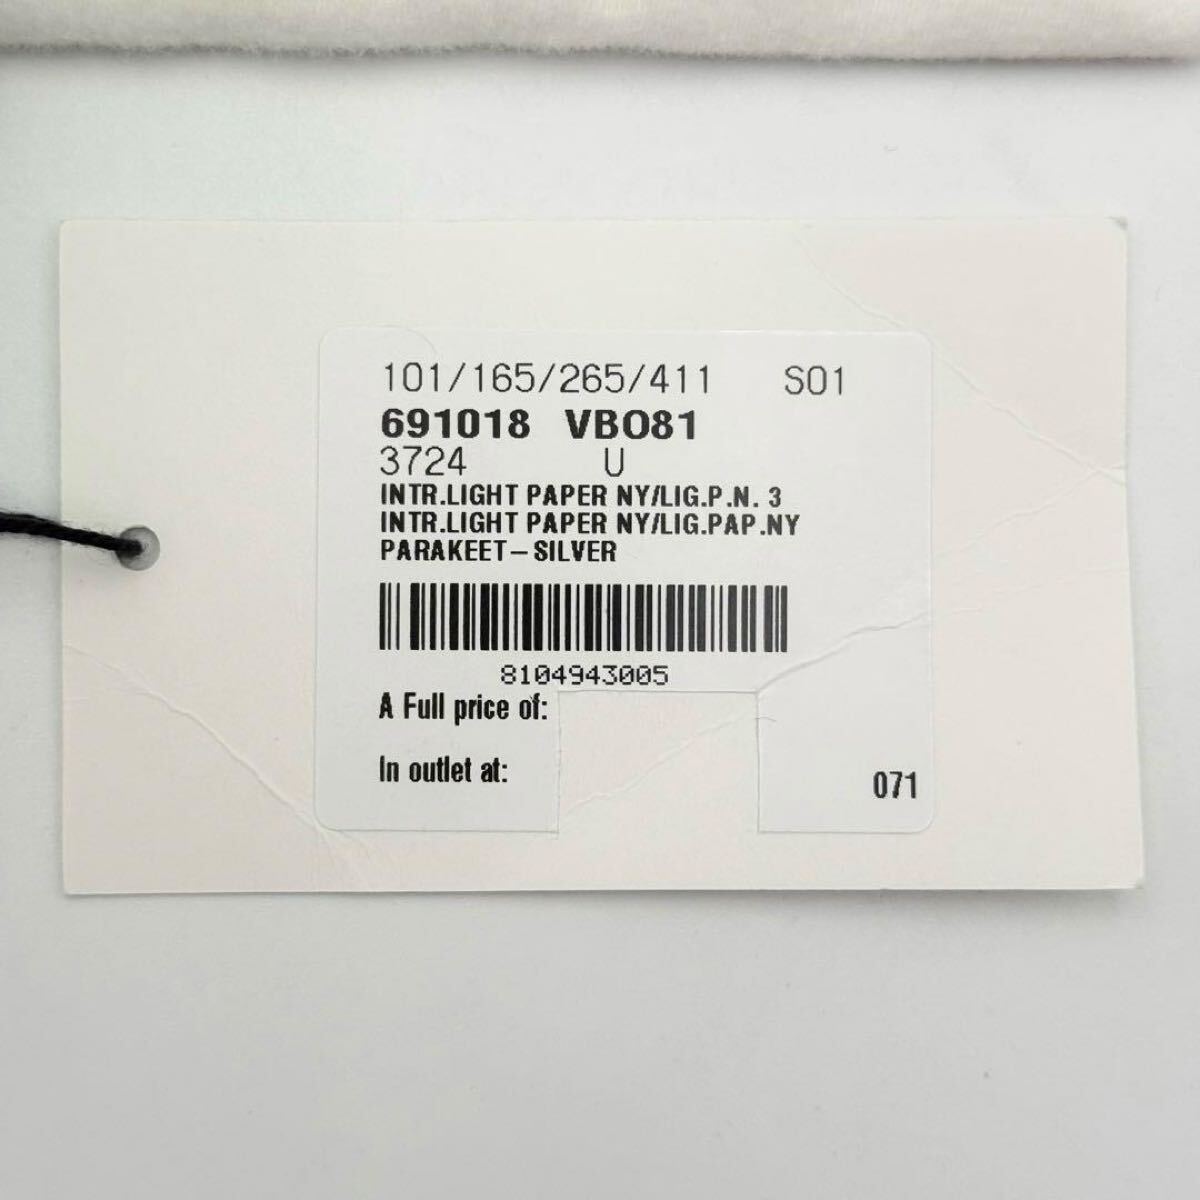 101/165/265/411 S01
691018 VBO81
3724 U
INTR.LIGHT PAPER NY/LIG.P.N. 3
INTR.LIGHT PAPER NY/LIG.PAP.NY
PARAKEET-SILVER
8104943005
A Full price of:
In outlet at:
071